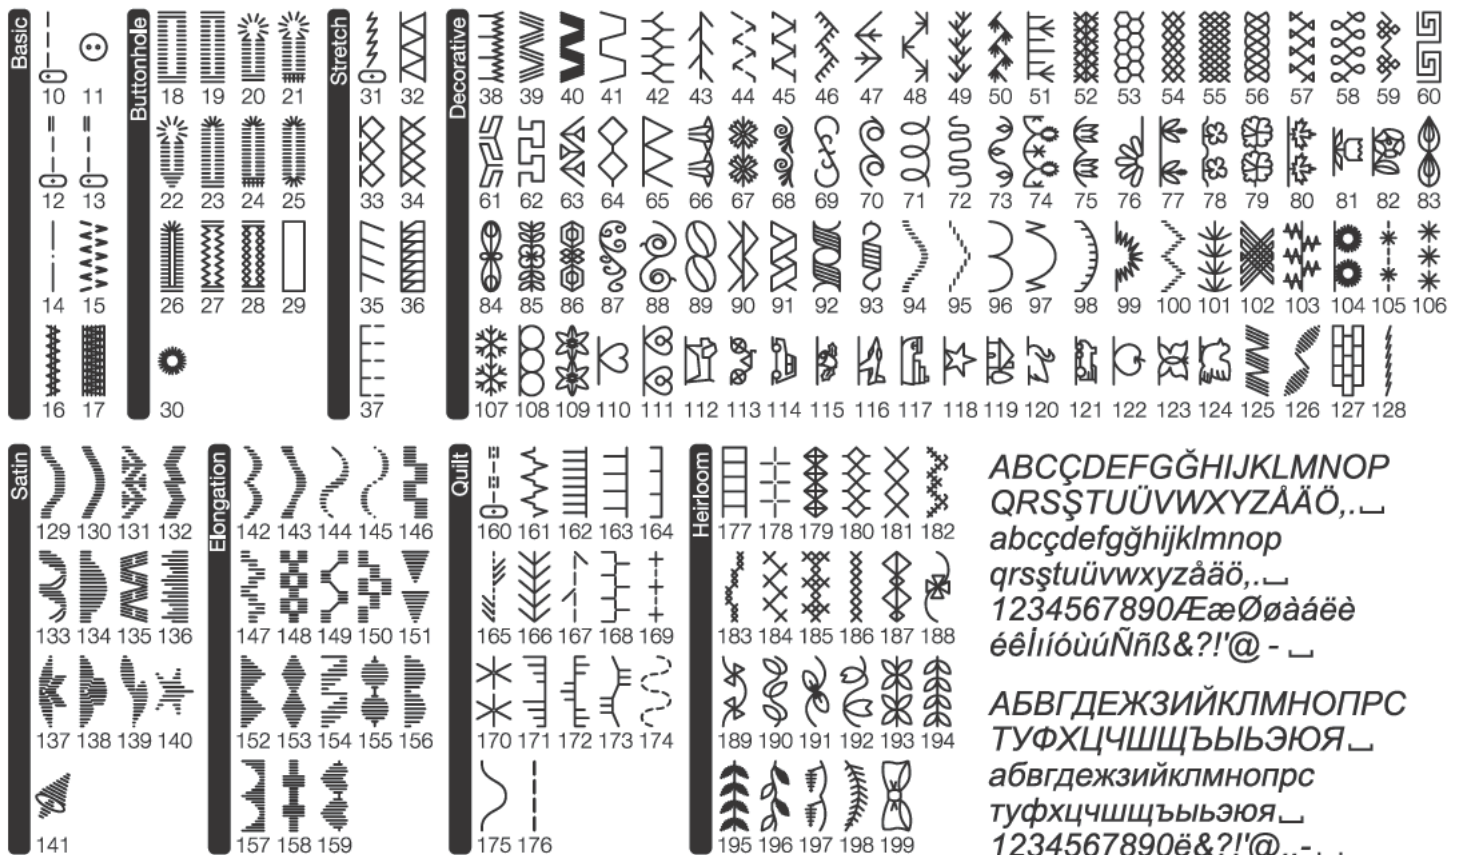 Basic
Buttonhole
Stretch
Decorative
10 11 18 19 20 21 31 32 38 39 40 41 42 43 44 45 46 47 48 49 50 51 52 53 54 55 56 57 58 59 60
12 13 22 23 24 25 33 34 61 62 63 64 65 66 67 68 69 70 71 72 73 74 75 76 77 78 79 80 81 82 83
14 15 26 27 28 29 35 36 84 85 86 87 88 89 90 91 92 93 94 95 96 97 98 99 100 101 102 103 104 105 106
16 17 30 37 107 108 109 110 111 112 113 114 115 116 117 118 119 120 121 122 123 124 125 126 127 128
Satin
Elongation
Quilt
Heirloom
129 130 131 132 142 143 144 145 146 160 161 162 163 164 177 178 179 180 181 182
133 134 135 136 147 148 149 150 151 165 166 167 168 169 183 184 185 186 187 188
137 138 139 140 152 153 154 155 156 170 171 172 173 174 189 190 191 192 193 194
141 157 158 159 175 176 195 196 197 198 199
ABCÇDEFGĞHIJKLMNOP
QRSŞTUÜVWXYZÅÄÖ,.⌴
abcçdefgğhijklmnop
qrsştuüvwxyzåäö,.⌴
1234567890ÆæØøàáëè
éêİıíóùúÑñß&?!'@ - ⌴
АБВГДЕЖЗИЙКЛМНОПРС
ТУФХЦЧШЩЪЫЬЭЮЯ⌴
абвгдежзийклмнопрс
туфхцчшщъыьэюя⌴
1234567890ё&?!'@,.-